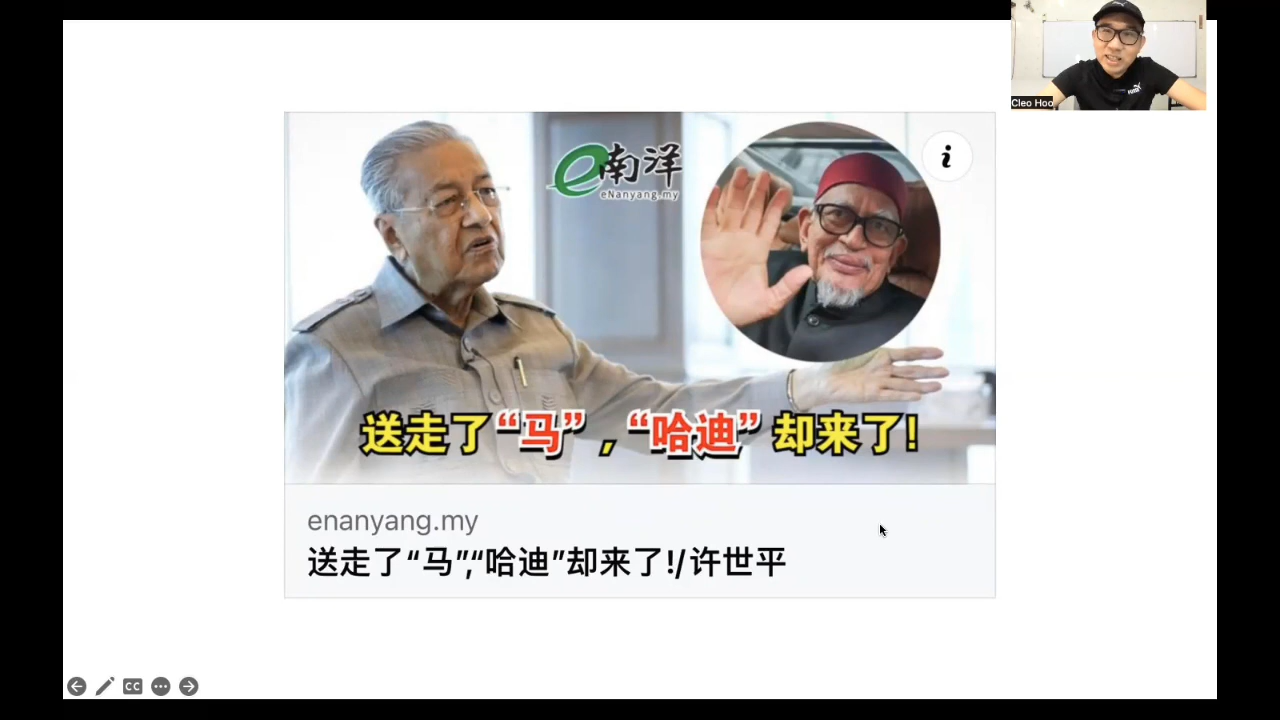 Cleo Hoo
e南洋
eNanyang.my
i
送走了“马”，“哈迪”却来了!
enanyang.my
送走了“马”,“哈迪”却来了!/许世平
CC